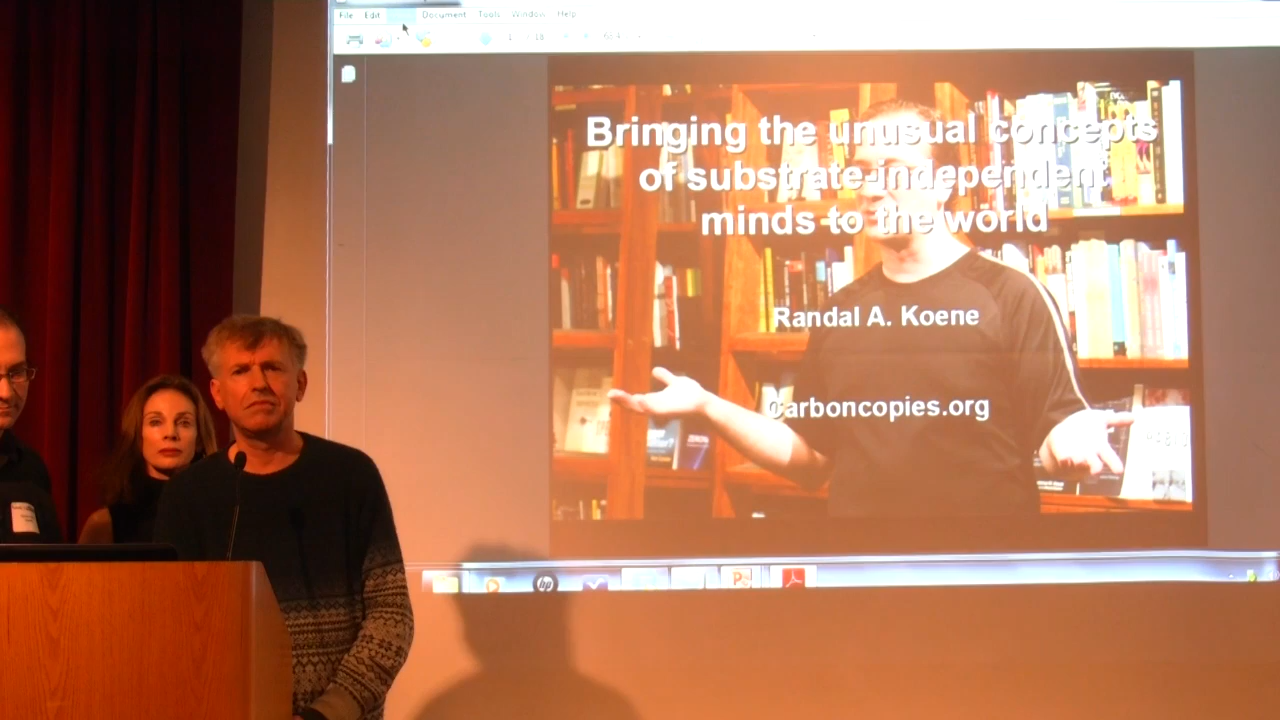 File Edit Document Tools Window Help
Bringing the unusual concepts
of substrate-independent
minds to the world
Randal A. Koene
Carboncopies.org
hp